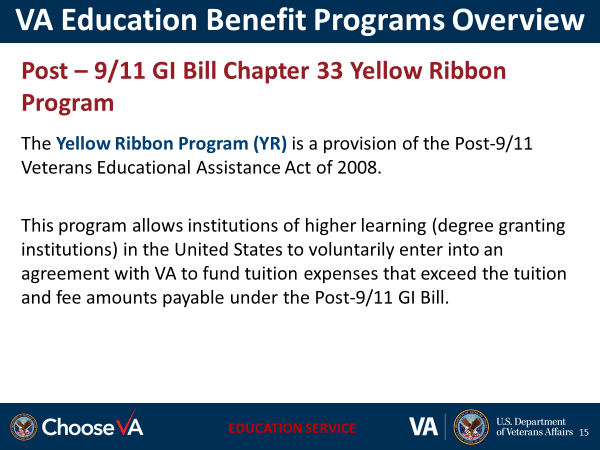 VA Education Benefit Programs Overview
Post – 9/11 GI Bill Chapter 33 Yellow Ribbon
Program
The Yellow Ribbon Program (YR) is a provision of the Post-9/11
Veterans Educational Assistance Act of 2008.
This program allows institutions of higher learning (degree granting
institutions) in the United States to voluntarily enter into an
agreement with VA to fund tuition expenses that exceed the tuition
and fee amounts payable under the Post-9/11 GI Bill.
Choose VA
EDUCATION SERVICE
VA
U.S. Department
of Veterans Affairs
15